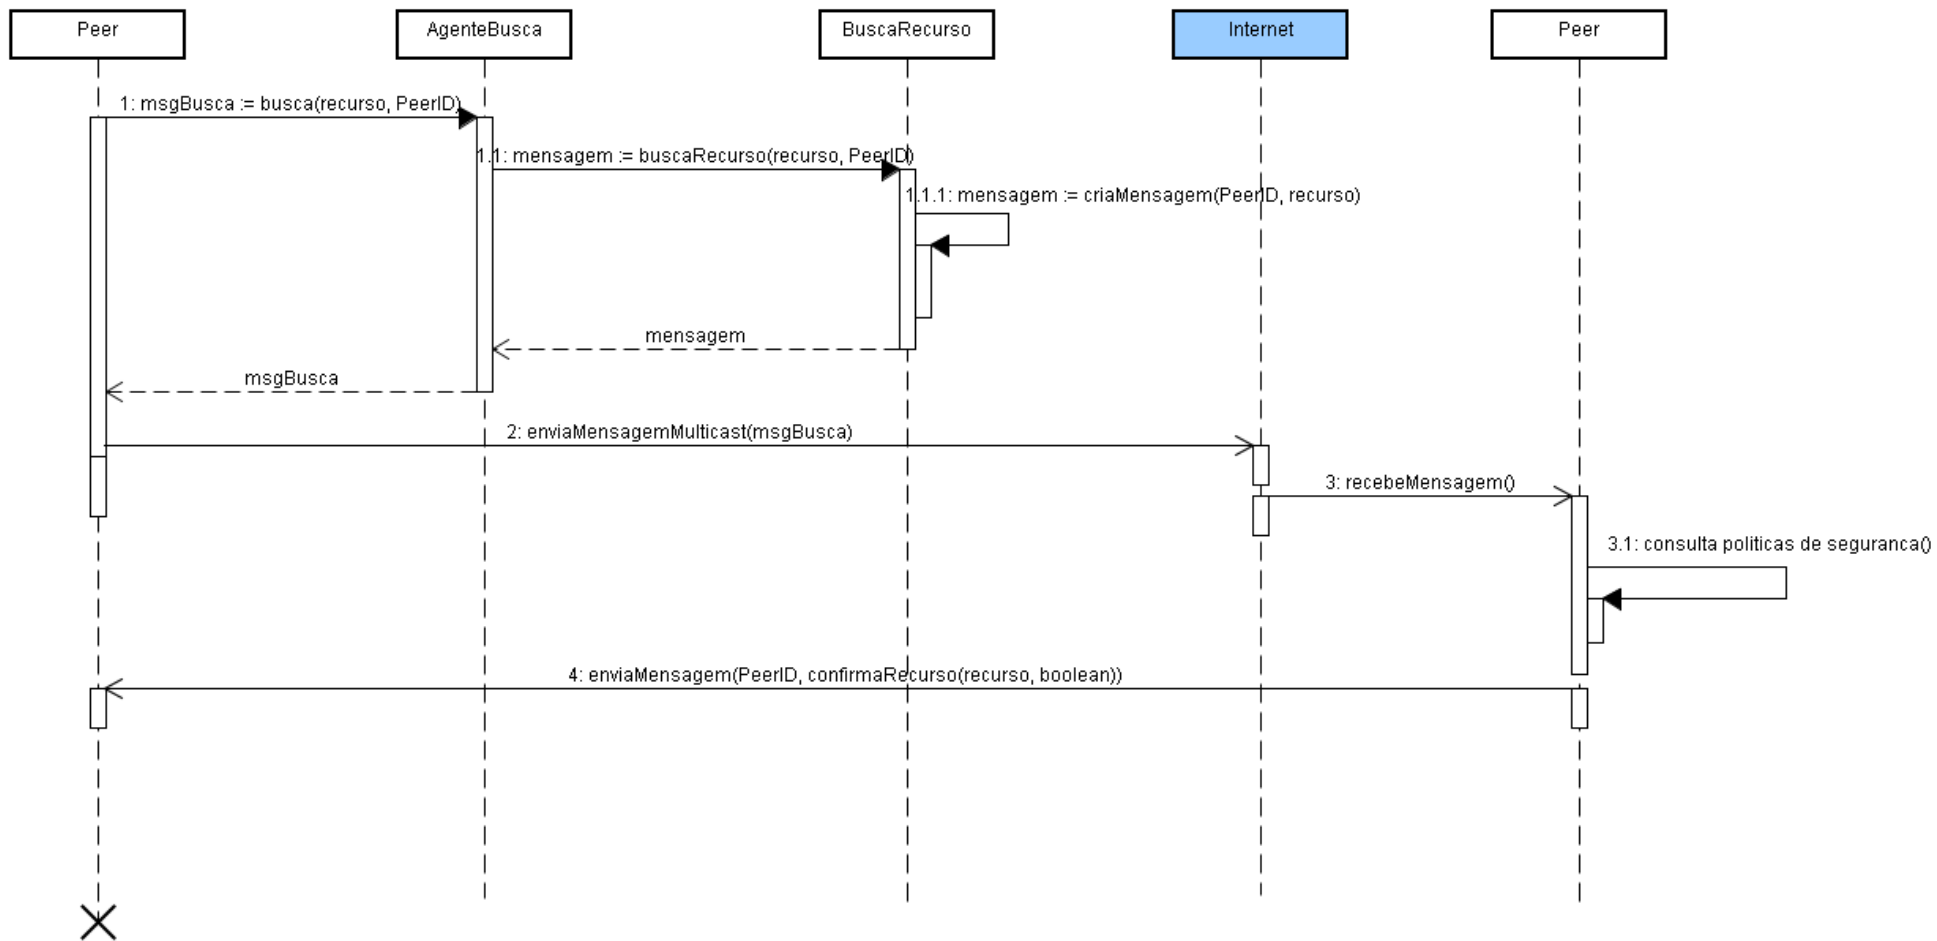 Peer
AgenteBusca
BuscaRecurso
Internet
Peer
1: msgBusca := busca(recurso, PeerID)
1.1: mensagem := buscaRecurso(recurso, PeerID)
1.1.1: mensagem := criaMensagem(PeerID, recurso)
mensagem
msgBusca
2: enviaMensagemMulticast(msgBusca)
3: recebeMensagem()
3.1: consulta politicas de seguranca()
4: enviaMensagem(PeerID, confirmaRecurso(recurso, boolean))